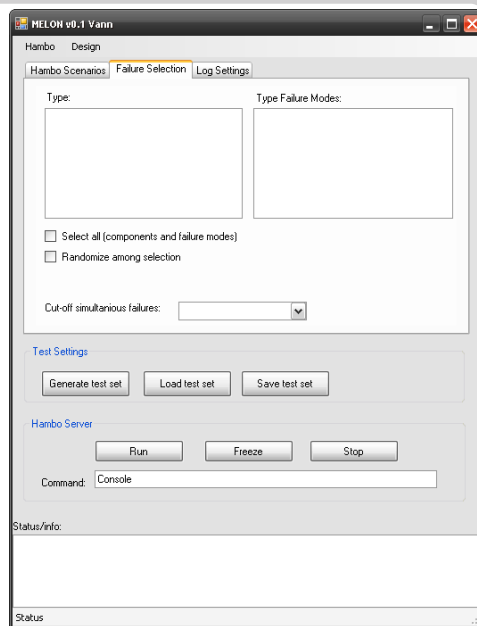 MELON v0.1 Vann
Hambo Design
Hambo Scenarios Failure Selection Log Settings
Type: Type Failure Modes:
Select all (components and failure modes)
Randomize among selection
Cut-off simultanious failures:
Test Settings
Generate test set Load test set Save test set
Hambo Server
Run Freeze Stop
Command: Console
Status/info:
Status